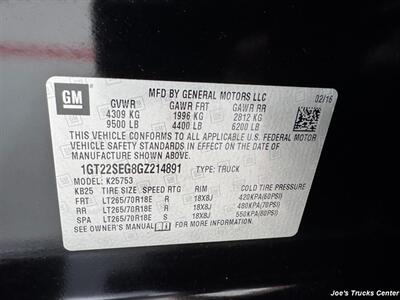 GM
MFD BY GENERAL MOTORS LLC
02/16
GVWR GAWR FRT GAWR RR
4309 KG 1996 KG 2812 KG
9500 LB 4400 LB 6200 LB
THIS VEHICLE CONFORMS TO ALL APPLICABLE U.S. FEDERAL MOTOR
VEHICLE SAFETY STANDARDS IN EFFECT ON THE DATE OF
MANUFACTURE SHOWN ABOVE.
1GT22SEG8GZ214891 TYPE: TRUCK
MODEL: K25753
KB25 TIRE SIZE SPEED RTG RIM COLD TIRE PRESSURE
FRT LT265/70R18E R 18X8J 420KPA(60PSI)
RR LT265/70R18E R 18X8J 480KPA(70PSI)
SPA LT265/70R18E S 18X8J 550KPA(80PSI)
SEE OWNER'S MANUAL
Joe's Trucks Center